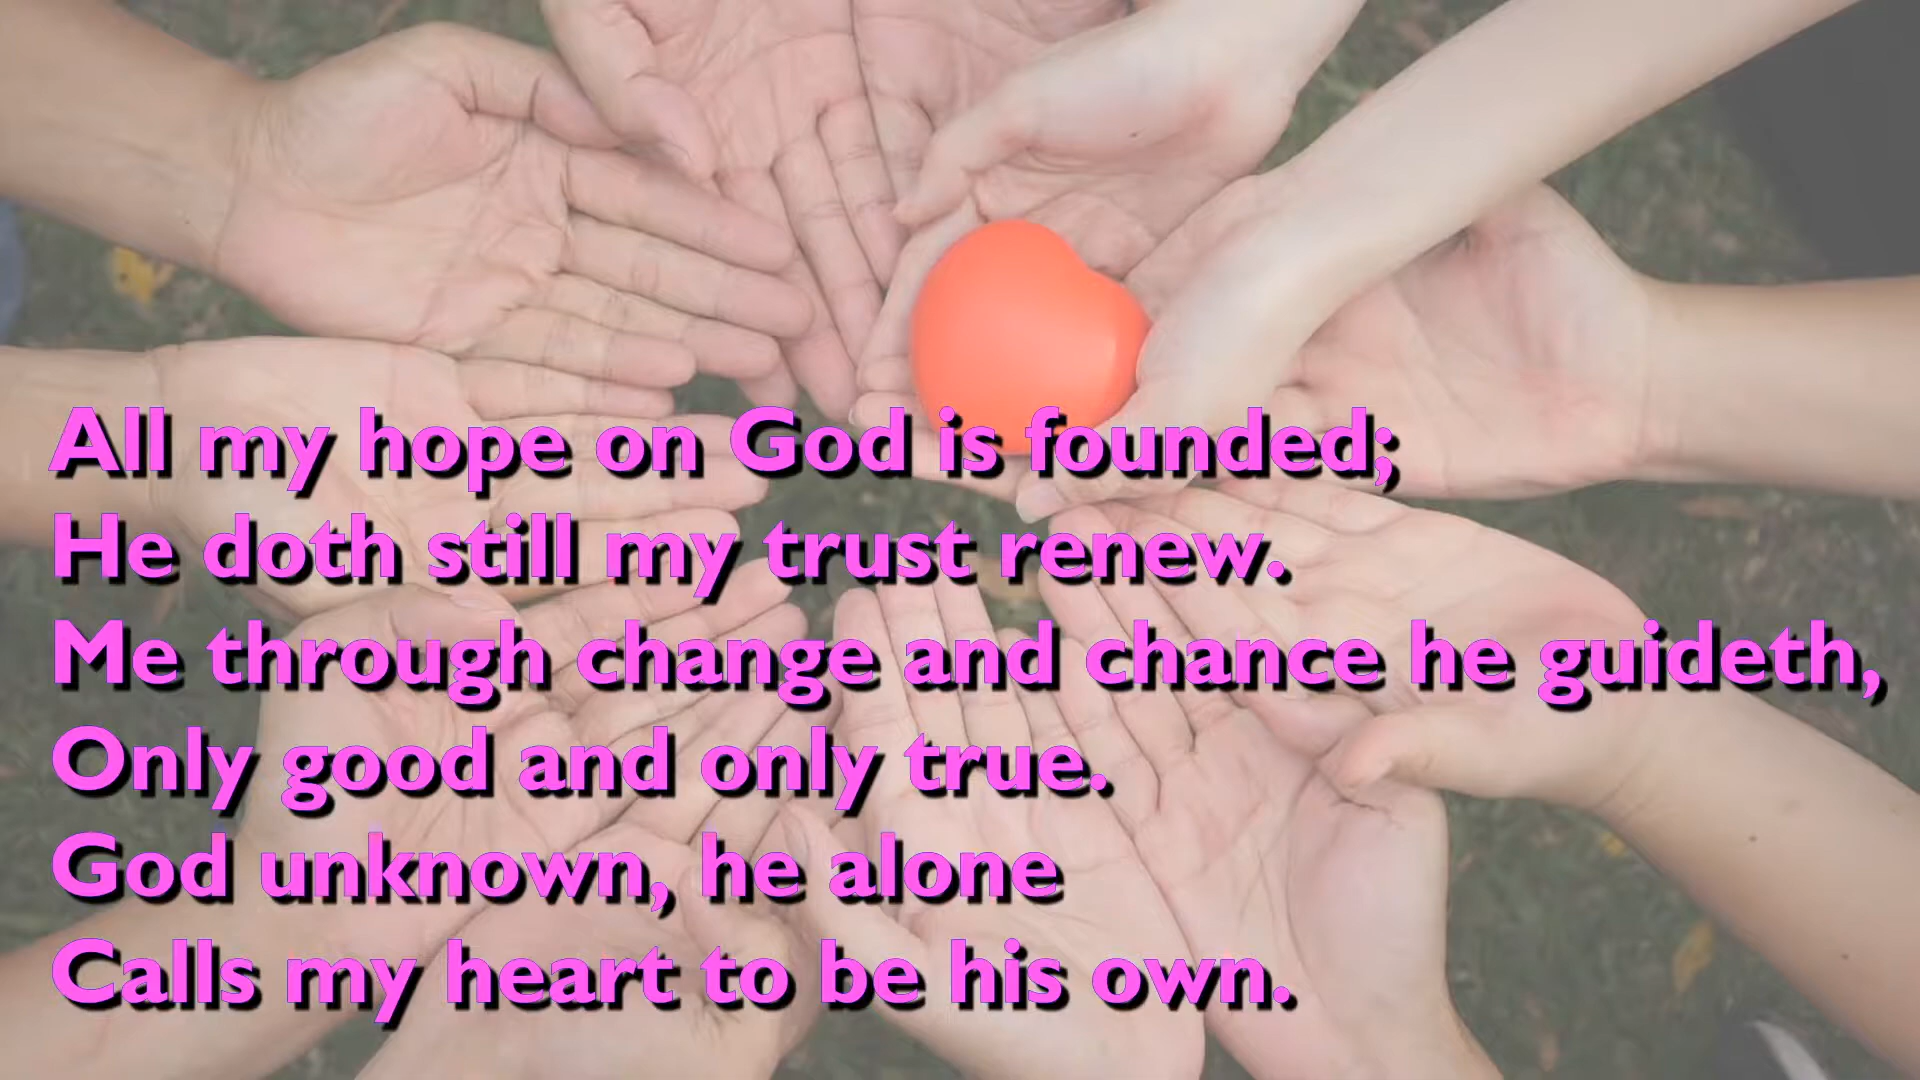 All my hope on God is founded;
He doth still my trust renew.
Me through change and chance he guideth,
Only good and only true.
God unknown, he alone
Calls my heart to be his own.